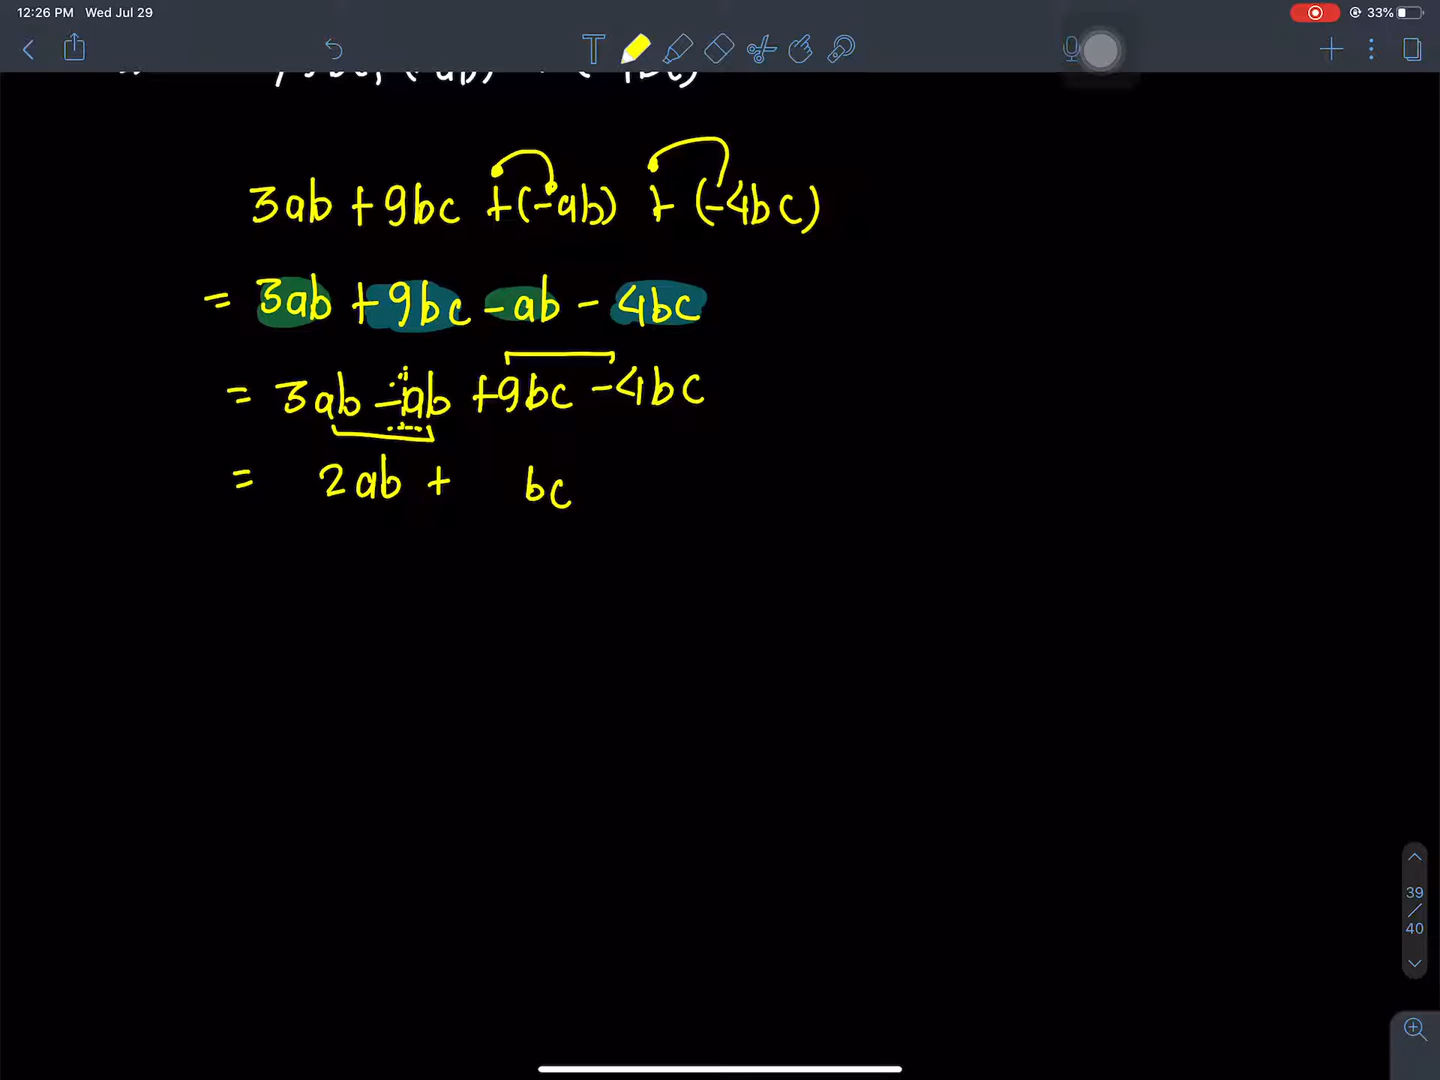 12:26 PM Wed Jul 29
33%
T
3ab + 9bc + (-ab) + (-4bc)
= 3ab + 9bc - ab - 4bc
= 3ab - 1ab + 9bc - 4bc
= 2ab + bc
39
/
40